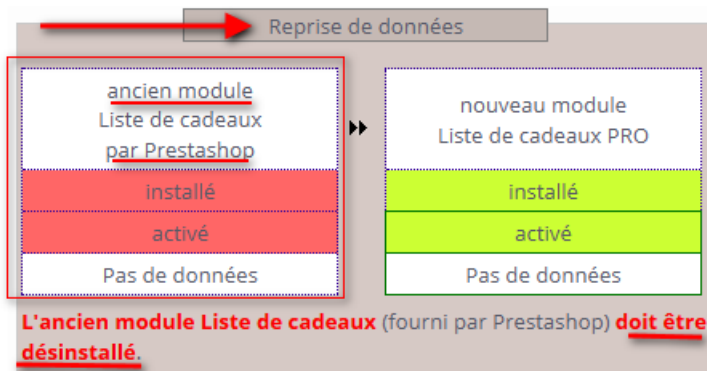 Reprise de données
ancien module
Liste de cadeaux
par Prestashop
installé
activé
Pas de données
nouveau module
Liste de cadeaux PRO
installé
activé
Pas de données
L'ancien module Liste de cadeaux (fourni par Prestashop) doit être
désinstallé.